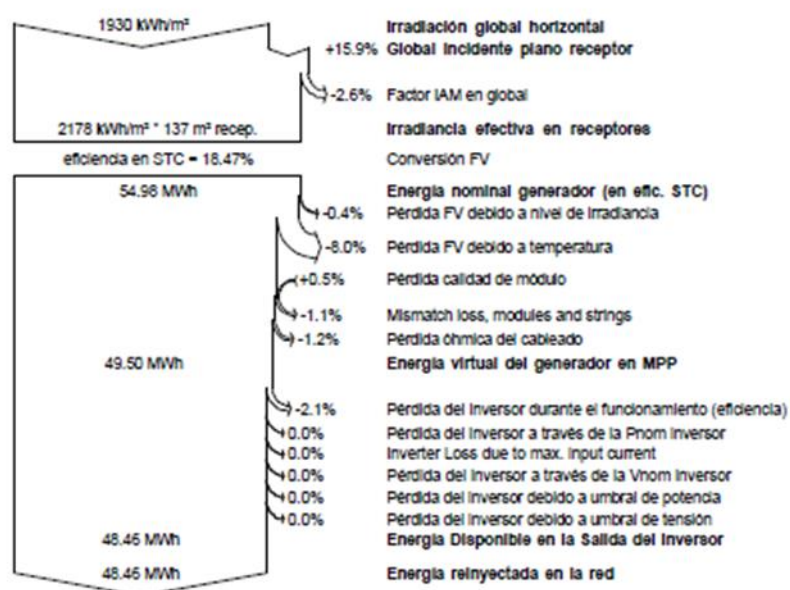 1930 kWh/m² Irradiación global horizontal
+15.9% Global incidente plano receptor
-2.6% Factor IAM en global
2178 kWh/m² * 137 m² recep. Irradiancia efectiva en receptores
eficiencia en STC = 18.47% Conversión FV
54.98 MWh Energía nominal generador (en efic. STC)
-0.4% Pérdida FV debido a nivel de irradiancia
-8.0% Pérdida FV debido a temperatura
+0.5% Pérdida calidad de módulo
-1.1% Mismatch loss, modules and strings
-1.2% Pérdida óhmica del cableado
49.50 MWh Energía virtual del generador en MPP
-2.1% Pérdida del inversor durante el funcionamiento (eficiencia)
0.0% Pérdida del inversor a través de la Pnom inversor
0.0% Inverter Loss due to max. input current
0.0% Pérdida del inversor a través de la Vnom inversor
0.0% Pérdida del inversor debido a umbral de potencia
0.0% Pérdida del inversor debido a umbral de tensión
48.46 MWh Energía Disponible en la Salida del Inversor
48.46 MWh Energía reinyectada en la red